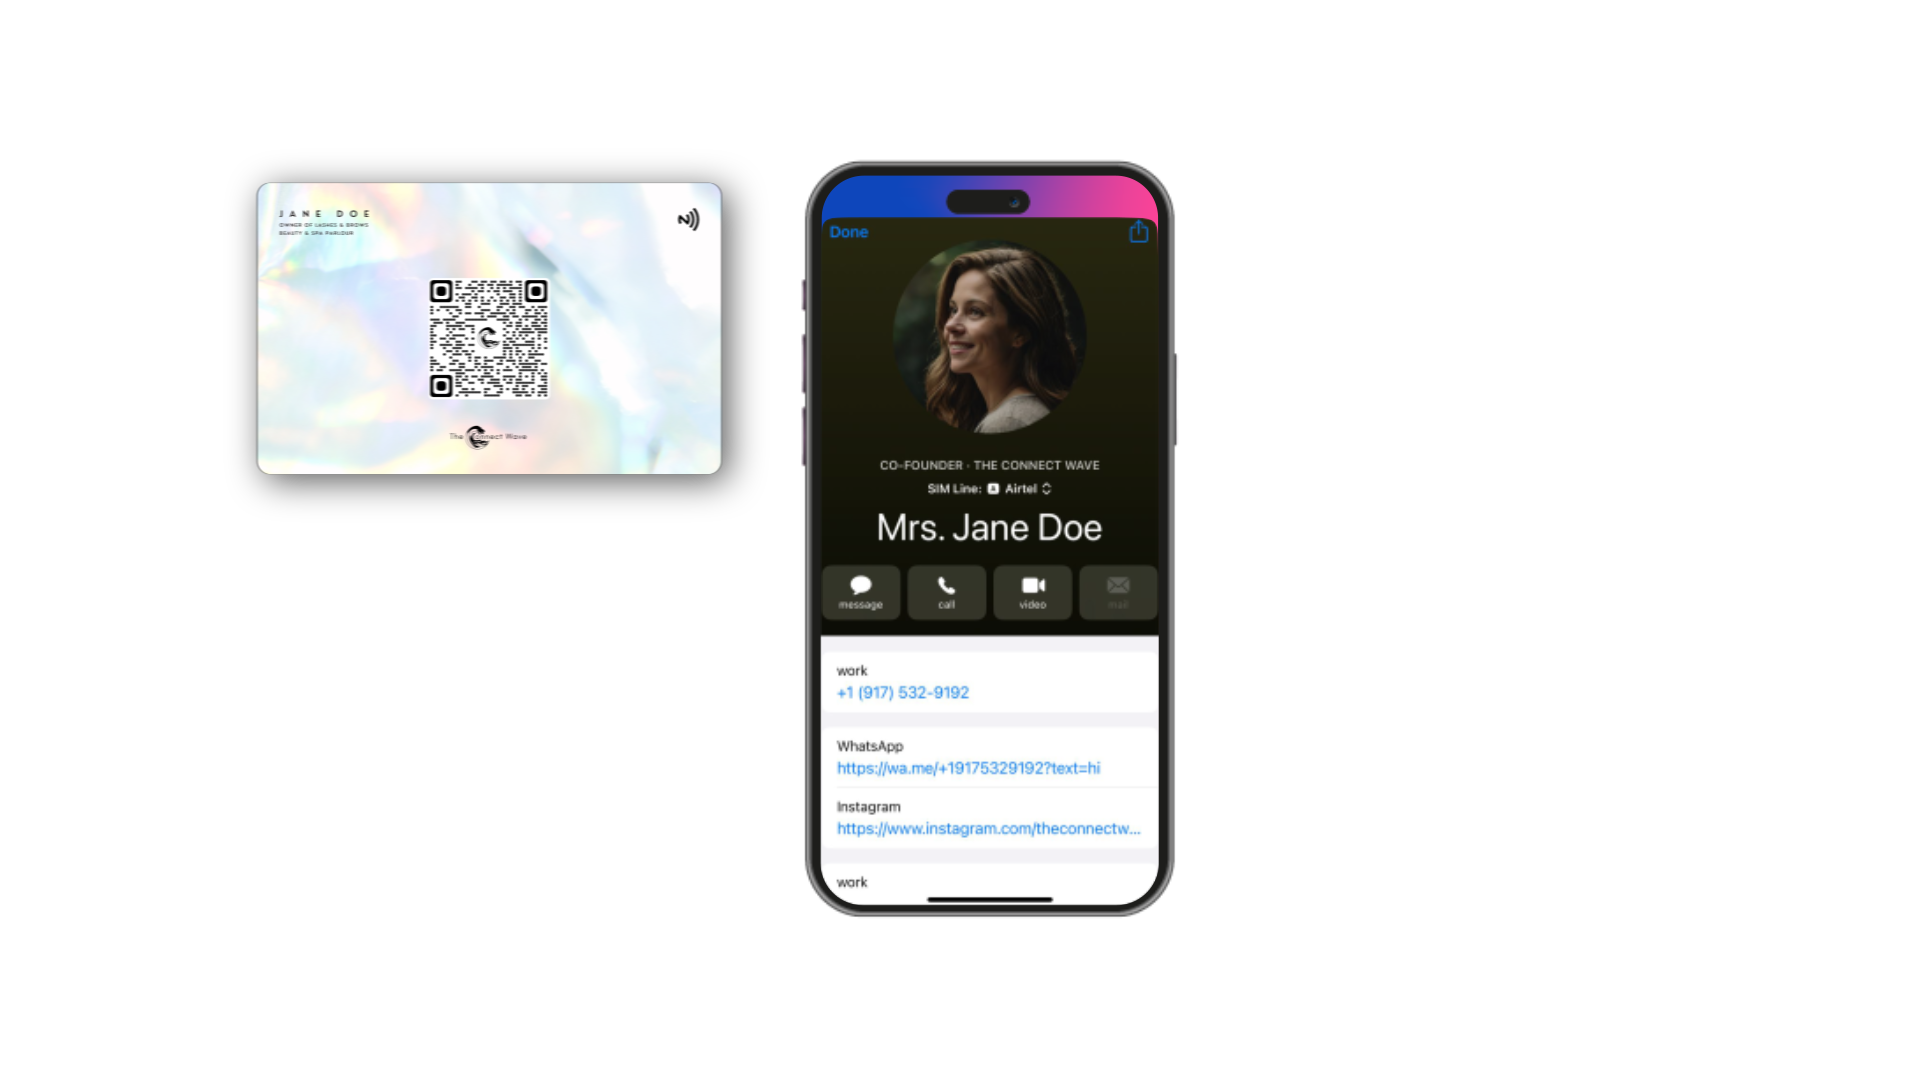 JANE DOE
OWNER OF LASHES & BROWS
BEAUTY & SPA PARLOUR
The Connect Wave
Done
CO-FOUNDER - THE CONNECT WAVE
SIM Line: A Airtel
Mrs. Jane Doe
message
call
video
mail
work
+1 (917) 532-9192
WhatsApp
https://wa.me/+19175329192?text=hi
Instagram
https://www.instagram.com/theconnectw...
work